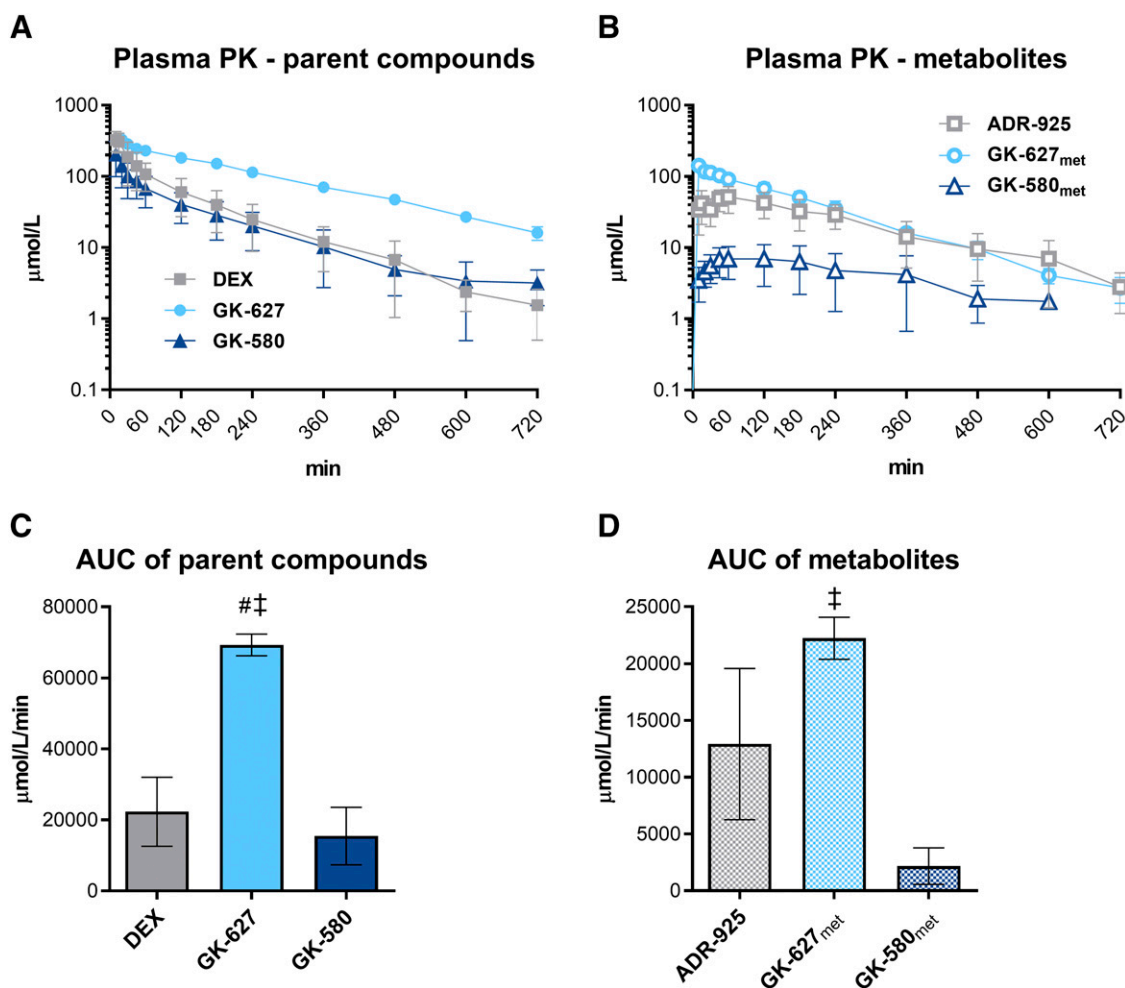 A
Plasma PK - parent compounds
1000
100
10
1
0.1
μmol/L
DEX
GK-627
GK-580
0
60
120
180
240
360
480
600
720
min
B
Plasma PK - metabolites
1000
100
10
1
0.1
μmol/L
ADR-925
GK-627met
GK-580met
0
60
120
180
240
360
480
600
720
min
C
AUC of parent compounds
80000
60000
40000
20000
0
μmol/L/min
#‡
DEX
GK-627
GK-580
D
AUC of metabolites
25000
20000
15000
10000
5000
0
μmol/L/min
‡
ADR-925
GK-627met
GK-580met